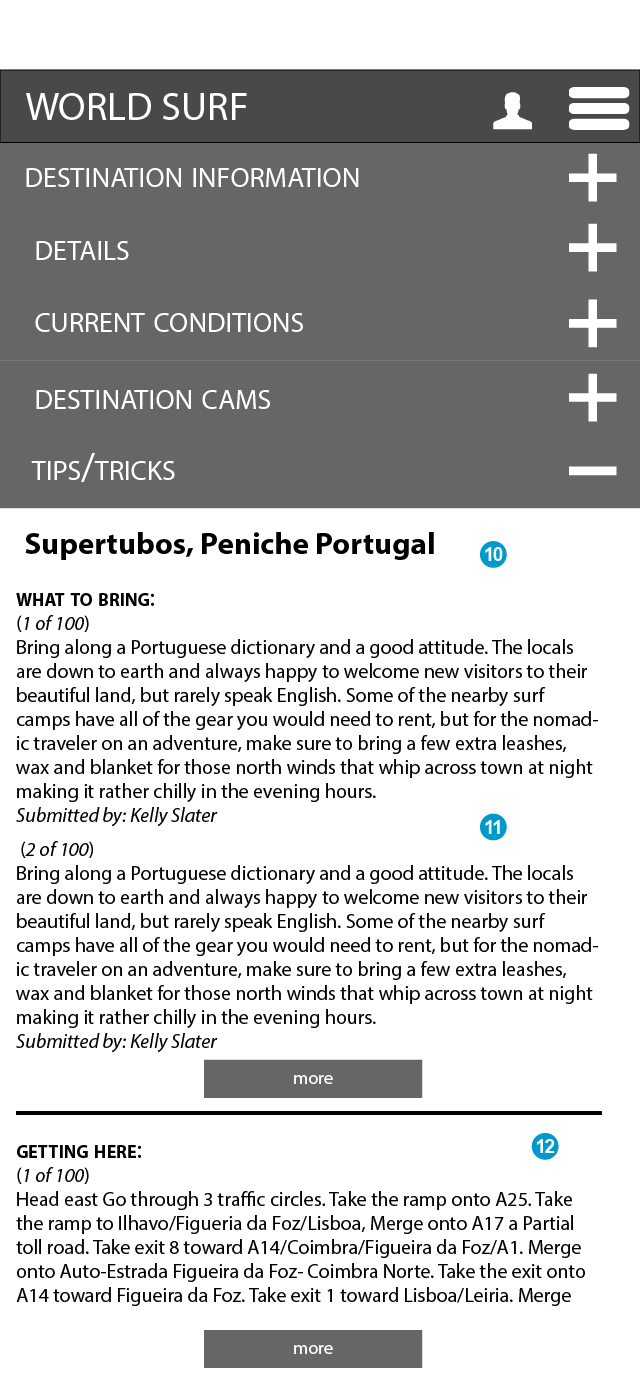 WORLD SURF
DESTINATION INFORMATION
DETAILS
CURRENT CONDITIONS
DESTINATION CAMS
TIPS/TRICKS
Supertubos, Peniche Portugal
10
WHAT TO BRING:
(1 of 100)
Bring along a Portuguese dictionary and a good attitude. The locals
are down to earth and always happy to welcome new visitors to their
beautiful land, but rarely speak English. Some of the nearby surf
camps have all of the gear you would need to rent, but for the nomad-
ic traveler on an adventure, make sure to bring a few extra leashes,
wax and blanket for those north winds that whip across town at night
making it rather chilly in the evening hours.
Submitted by: Kelly Slater
11
(2 of 100)
Bring along a Portuguese dictionary and a good attitude. The locals
are down to earth and always happy to welcome new visitors to their
beautiful land, but rarely speak English. Some of the nearby surf
camps have all of the gear you would need to rent, but for the nomad-
ic traveler on an adventure, make sure to bring a few extra leashes,
wax and blanket for those north winds that whip across town at night
making it rather chilly in the evening hours.
Submitted by: Kelly Slater
more
GETTING HERE:
12
(1 of 100)
Head east Go through 3 traffic circles. Take the ramp onto A25. Take
the ramp to Ilhavo/Figueria da Foz/Lisboa, Merge onto A17 a Partial
toll road. Take exit 8 toward A14/Coimbra/Figueira da Foz/A1. Merge
onto Auto-Estrada Figueira da Foz- Coimbra Norte. Take the exit onto
A14 toward Figueira da Foz. Take exit 1 toward Lisboa/Leiria. Merge
more